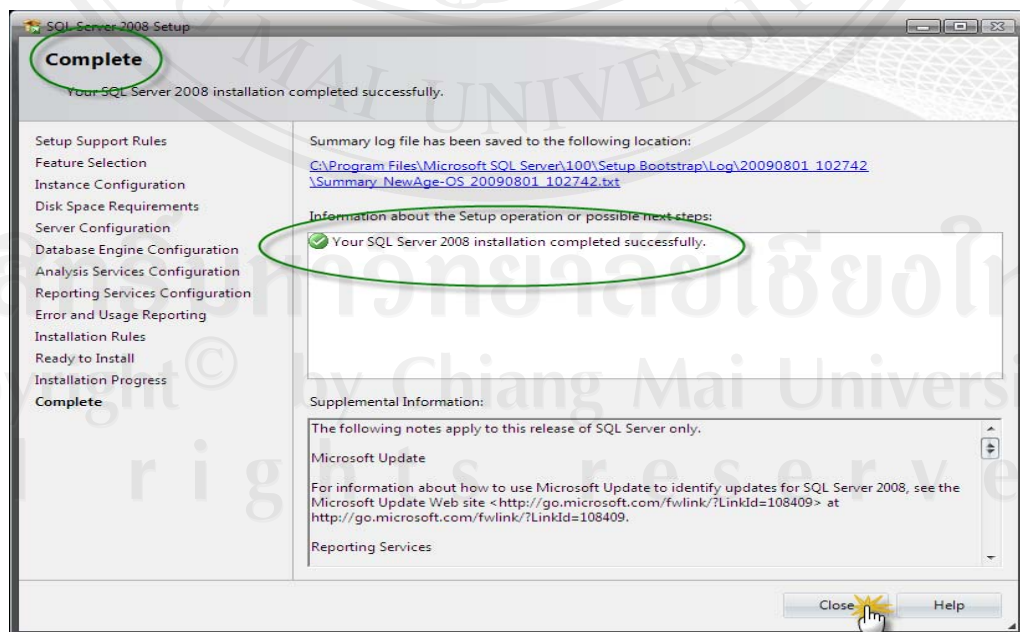 SQL Server 2008 Setup
Complete
Your SQL Server 2008 installation completed successfully.
Setup Support Rules
Feature Selection
Instance Configuration
Disk Space Requirements
Server Configuration
Database Engine Configuration
Analysis Services Configuration
Reporting Services Configuration
Error and Usage Reporting
Installation Rules
Ready to Install
Installation Progress
Complete
Summary log file has been saved to the following location:
C:\Program Files\Microsoft SQL Server\100\Setup Bootstrap\Log\20090801_102742
\Summary_NewAge-OS_20090801_102742.txt
Information about the Setup operation or possible next steps:
Your SQL Server 2008 installation completed successfully.
Supplemental Information:
The following notes apply to this release of SQL Server only.
Microsoft Update
For information about how to use Microsoft Update to identify updates for SQL Server 2008, see the
Microsoft Update Web site <http://go.microsoft.com/fwlink/?LinkId=108409> at
http://go.microsoft.com/fwlink/?LinkId=108409.
Reporting Services
Close
Help
MAI UNIVERS
by Chiang Mai Universi
rights reserve